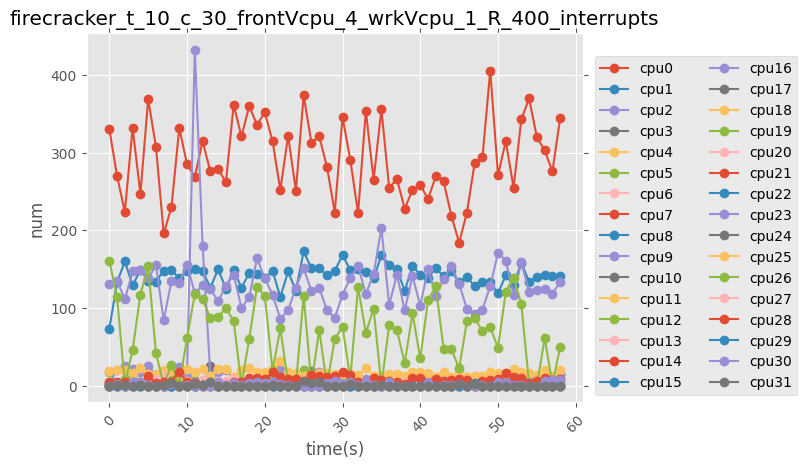 firecracker_t_10_c_30_frontVcpu_4_wrkVcpu_1_R_400_interrupts
400
300
200
100
0
num
0
10
20
30
40
50
60
time(s)
cpu0
cpu1
cpu2
cpu3
cpu4
cpu5
cpu6
cpu7
cpu8
cpu9
cpu10
cpu11
cpu12
cpu13
cpu14
cpu15
cpu16
cpu17
cpu18
cpu19
cpu20
cpu21
cpu22
cpu23
cpu24
cpu25
cpu26
cpu27
cpu28
cpu29
cpu30
cpu31